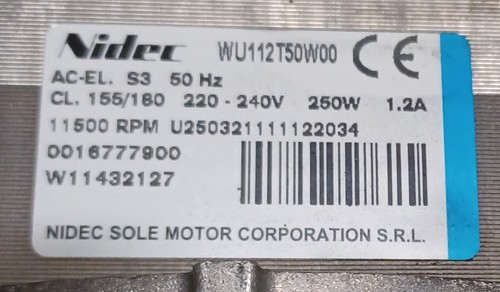 Nidec WU112T50W00 CE
AC-EL. S3 50 Hz
CL. 155/180 220 - 240V 250W 1.2A
11500 RPM U250321111122034
0016777900
W11432127
NIDEC SOLE MOTOR CORPORATION S.R.L.